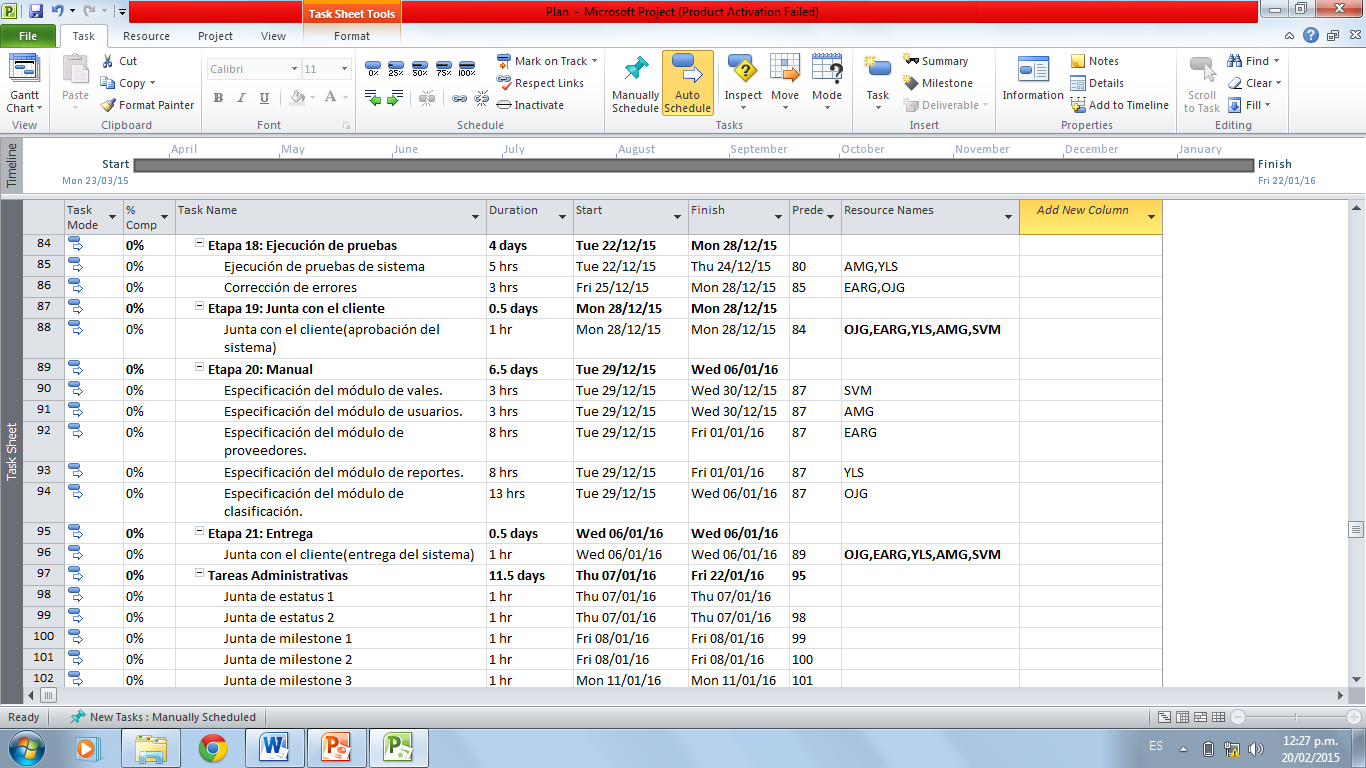 Task Sheet Tools
Plan - Microsoft Project (Product Activation Failed)
File Task Resource Project View Format
Gantt Chart
View
Paste
Cut
Copy
Format Painter
Clipboard
Calibri 11
B I U A
Font
0% 25% 50% 75% 100%
Mark on Track
Respect Links
Inactivate
Schedule
Manually Schedule
Auto Schedule
Inspect
Move
Mode
Tasks
Task
Summary
Milestone
Deliverable
Insert
Information
Notes
Details
Add to Timeline
Properties
Scroll to Task
Find
Clear
Fill
Editing
Timeline
April May June July August September October November December January
Start
Mon 23/03/15
Finish
Fri 22/01/16
Task Sheet
Task Mode % Comp Task Name Duration Start Finish Prede Resource Names Add New Column
84 0% Etapa 18: Ejecución de pruebas 4 days Tue 22/12/15 Mon 28/12/15
85 0% Ejecución de pruebas de sistema 5 hrs Tue 22/12/15 Thu 24/12/15 80 AMG,YLS
86 0% Corrección de errores 3 hrs Fri 25/12/15 Mon 28/12/15 85 EARG,OJG
87 0% Etapa 19: Junta con el cliente 0.5 days Mon 28/12/15 Mon 28/12/15
88 0% Junta con el cliente(aprobación del 1 hr Mon 28/12/15 Mon 28/12/15 84 OJG,EARG,YLS,AMG,SVM
sistema)
89 0% Etapa 20: Manual 6.5 days Tue 29/12/15 Wed 06/01/16
90 0% Especificación del módulo de vales. 3 hrs Tue 29/12/15 Wed 30/12/15 87 SVM
91 0% Especificación del módulo de usuarios. 3 hrs Tue 29/12/15 Wed 30/12/15 87 AMG
92 0% Especificación del módulo de 8 hrs Tue 29/12/15 Fri 01/01/16 87 EARG
proveedores.
93 0% Especificación del módulo de reportes. 8 hrs Tue 29/12/15 Fri 01/01/16 87 YLS
94 0% Especificación del módulo de 13 hrs Tue 29/12/15 Wed 06/01/16 87 OJG
clasificación.
95 0% Etapa 21: Entrega 0.5 days Wed 06/01/16 Wed 06/01/16
96 0% Junta con el cliente(entrega del sistema) 1 hr Wed 06/01/16 Wed 06/01/16 89 OJG,EARG,YLS,AMG,SVM
97 0% Tareas Administrativas 11.5 days Thu 07/01/16 Fri 22/01/16 95
98 0% Junta de estatus 1 1 hr Thu 07/01/16 Thu 07/01/16
99 0% Junta de estatus 2 1 hr Thu 07/01/16 Thu 07/01/16 98
100 0% Junta de milestone 1 1 hr Fri 08/01/16 Fri 08/01/16 99
101 0% Junta de milestone 2 1 hr Fri 08/01/16 Fri 08/01/16 100
102 0% Junta de milestone 3 1 hr Mon 11/01/16 Mon 11/01/16 101
Ready New Tasks : Manually Scheduled
ES 12:27 p.m.
20/02/2015